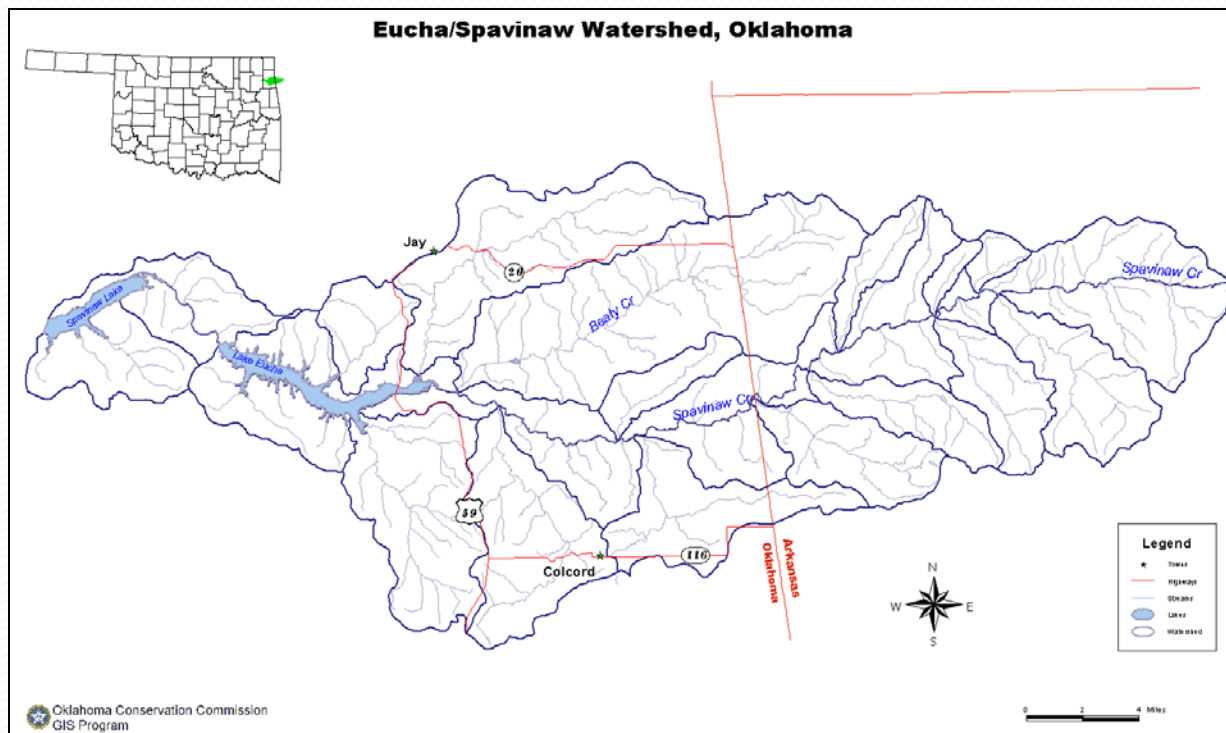 Eucha/Spavinaw Watershed, Oklahoma
Jay
20
Spavinaw Cr
Spavinaw Lake
Beaty Cr
Lake Eucha
Spavinaw Cr
59
116
Colcord
Arkansas
Oklahoma
N
W
E
S
Legend
Towns
Highways
Streams
Lakes
Watershed
Oklahoma Conservation Commission
GIS Program
0 2 4 Miles